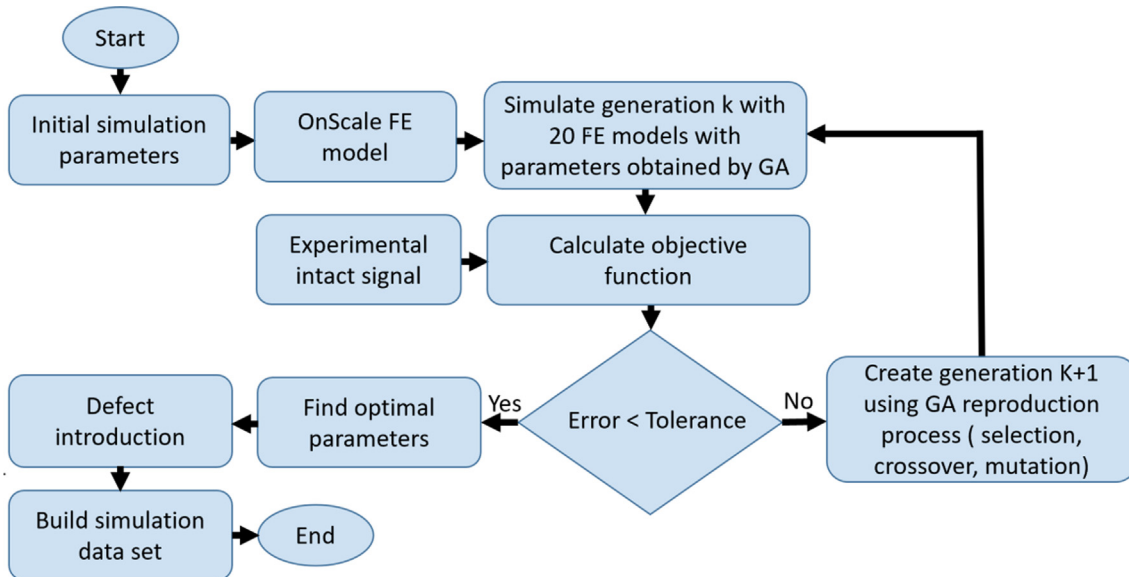 Start
Initial simulation
parameters
OnScale FE
model
Simulate generation k with
20 FE models with
parameters obtained by GA
Experimental
intact signal
Calculate objective
function
Error < Tolerance
Yes
No
Create generation K+1
using GA reproduction
process ( selection,
crossover, mutation)
Find optimal
parameters
Defect
introduction
Build simulation
data set
End